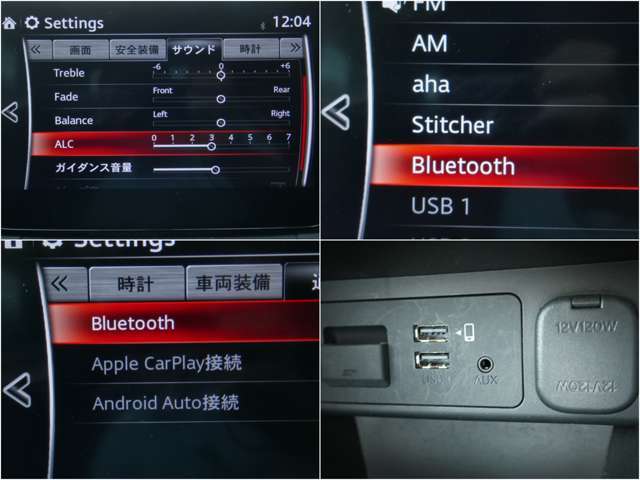 Settings 12:04
≪ 画面 安全装備 サウンド 時計 ≫
Treble -6 0 +6
Fade Front Rear
Balance Left Right
ALC 0 1 2 3 4 5 6 7
ガイダンス音量
FM
AM
aha
Stitcher
Bluetooth
USB 1
Settings
≪ 時計 車両装備
Bluetooth
Apple CarPlay接続
Android Auto接続
AUX
12V120W
12V120W